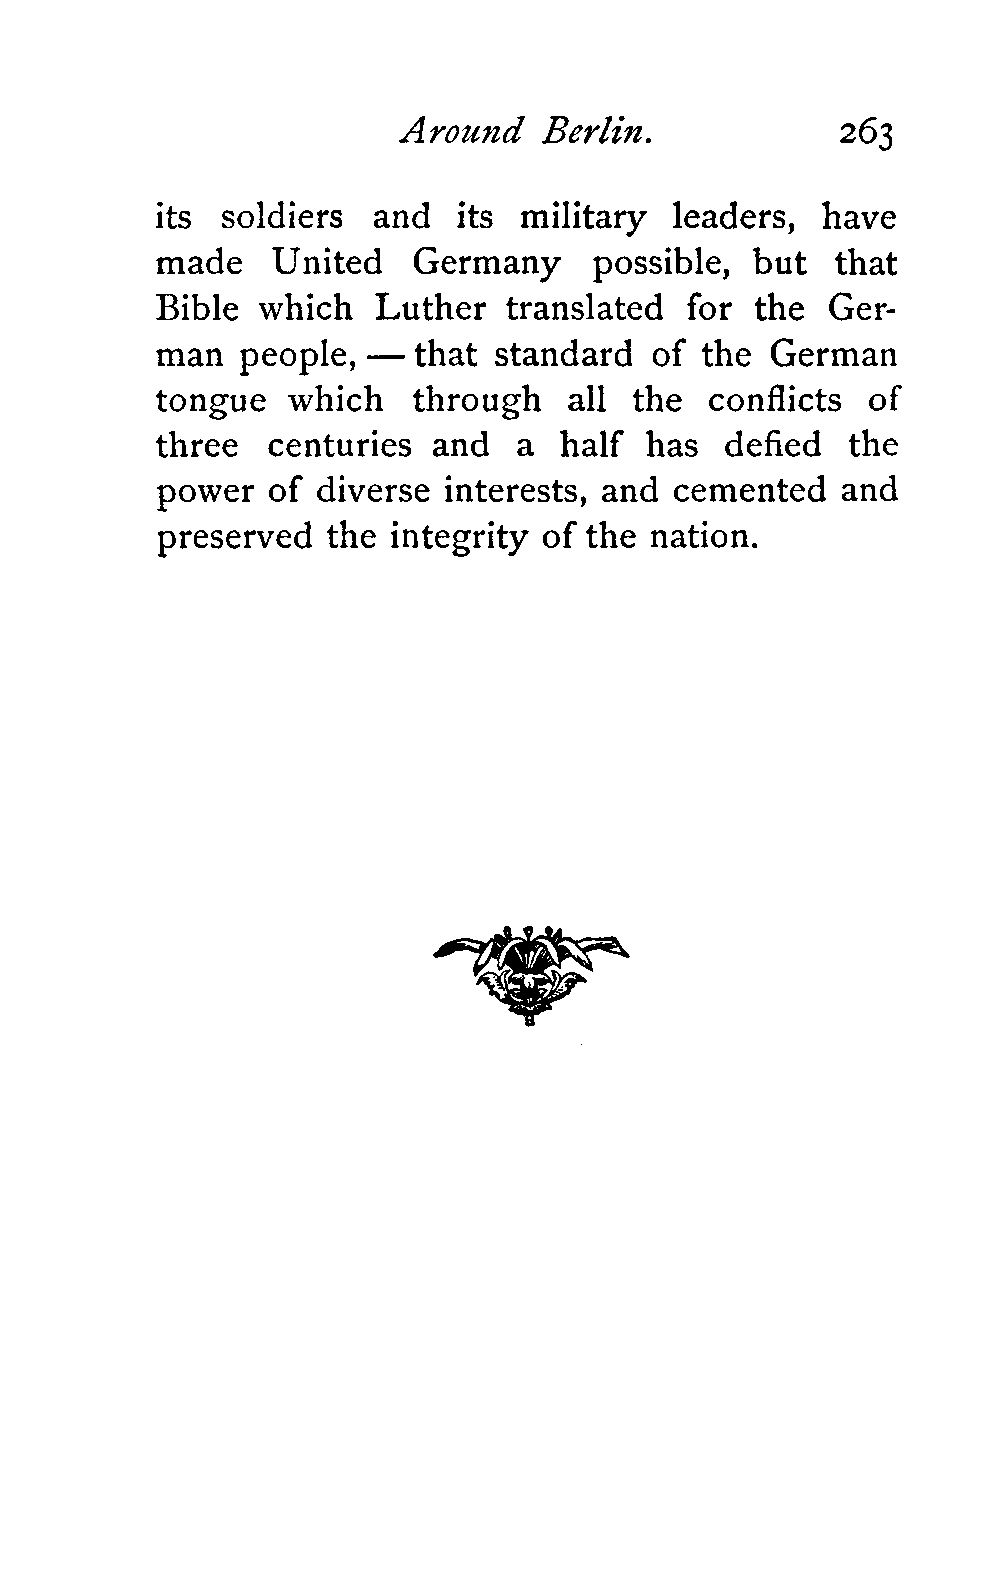 Around Berlin. 263
its soldiers and its military leaders, have
made United Germany possible, but that
Bible which Luther translated for the Ger-
man people, — that standard of the German
tongue which through all the conflicts of
three centuries and a half has defied the
power of diverse interests, and cemented and
preserved the integrity of the nation.